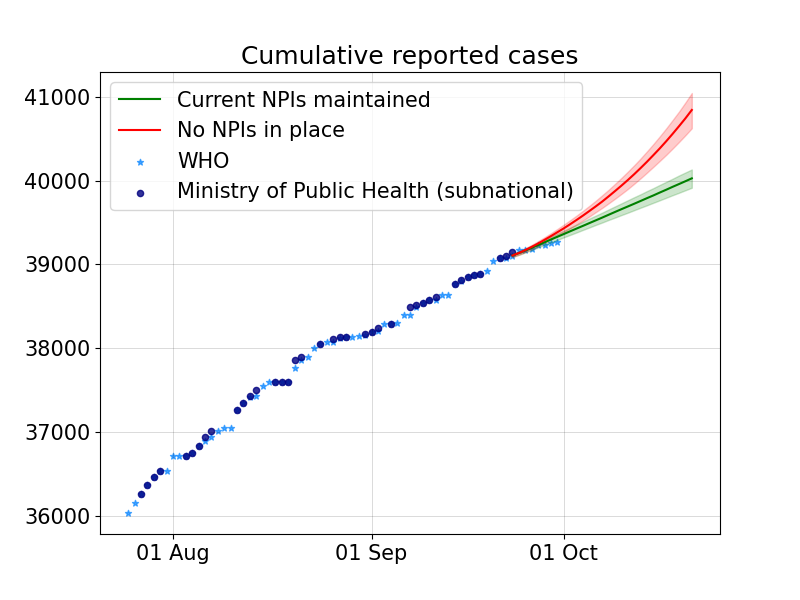 Cumulative reported cases
41000
40000
39000
38000
37000
36000
Current NPIs maintained
No NPIs in place
WHO
Ministry of Public Health (subnational)
01 Aug
01 Sep
01 Oct